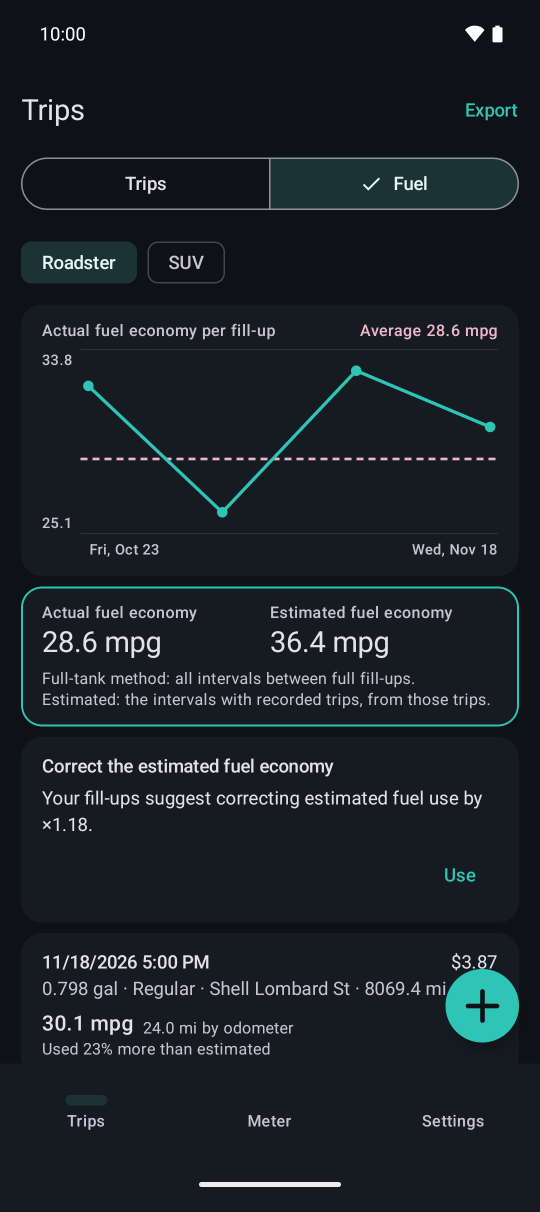 10:00
Trips
Export
Trips
Fuel
Roadster
SUV
Actual fuel economy per fill-up
Average 28.6 mpg
33.8
25.1
Fri, Oct 23
Wed, Nov 18
Actual fuel economy
Estimated fuel economy
28.6 mpg
36.4 mpg
Full-tank method: all intervals between full fill-ups.
Estimated: the intervals with recorded trips, from those trips.
Correct the estimated fuel economy
Your fill-ups suggest correcting estimated fuel use by
×1.18.
Use
11/18/2026 5:00 PM
$3.87
0.798 gal · Regular · Shell Lombard St · 8069.4 mi
30.1 mpg 24.0 mi by odometer
Used 23% more than estimated
Trips
Meter
Settings